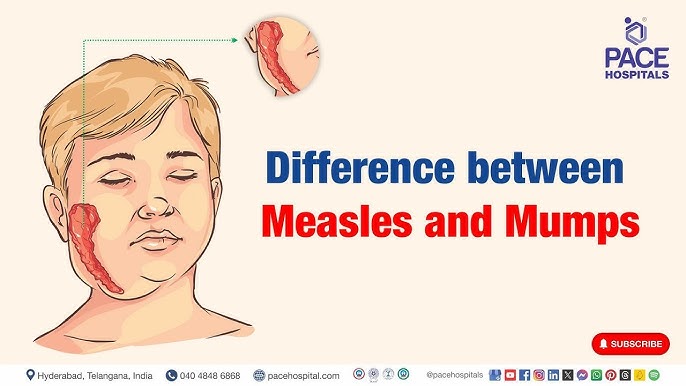 PACE
HOSPITALS
Difference between
Measles and Mumps
SUBSCRIBE
Hyderabad, Telangana, India 040 4848 6868 pacehospital.com @pacehospitals